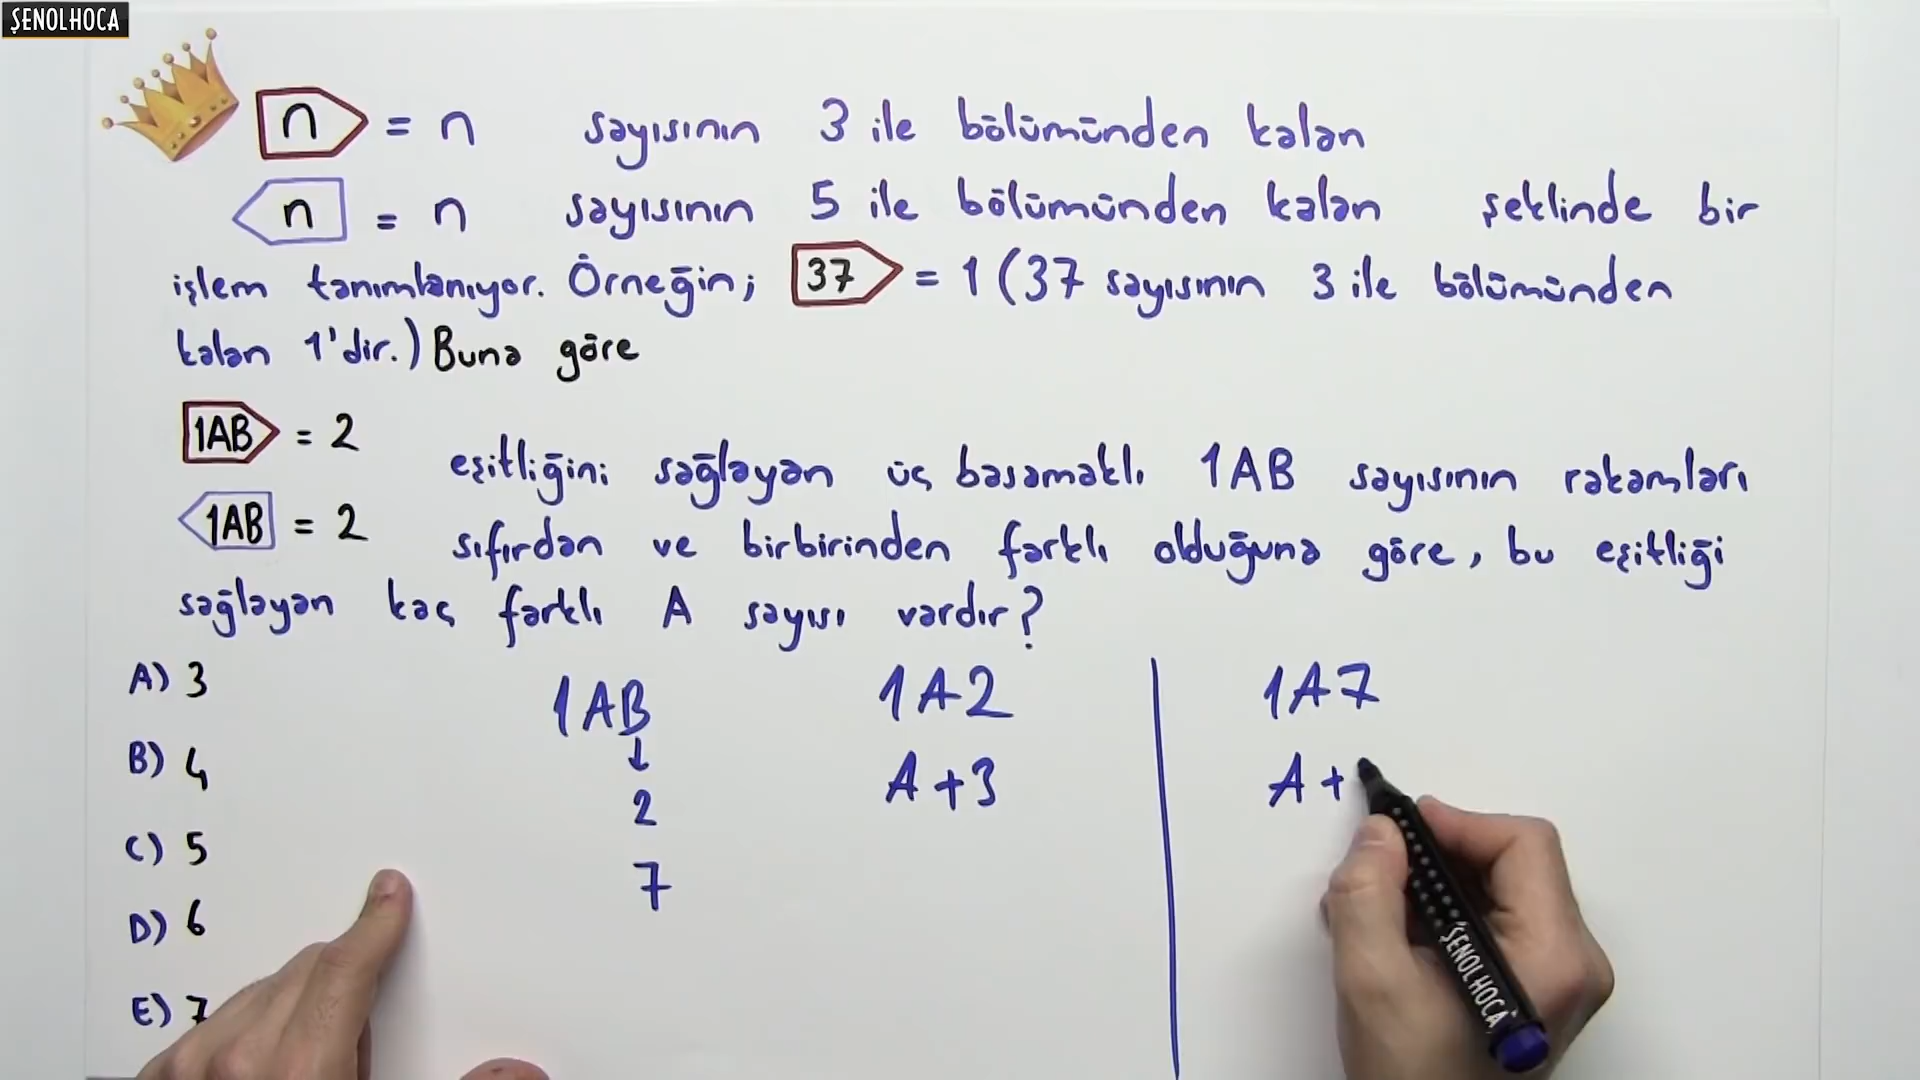 ŞENOLHOCA
n = n sayısının 3 ile bölümünden kalan
n = n sayısının 5 ile bölümünden kalan şeklinde bir
işlem tanımlanıyor. Örneğin; 37 = 1 (37 sayısının 3 ile bölümünden
kalan 1'dir.) Buna göre
1AB = 2
1AB = 2
eşitliğini sağlayan üç basamaklı 1AB sayısının rakamları
sıfırdan ve birbirinden farklı olduğuna göre, bu eşitliği
sağlayan kaç farklı A sayısı vardır?
A) 3
B) 4
C) 5
D) 6
E) 7
1AB
↓
2
7
1A2
A+3
1A7
A+
ŞENOLHOCA